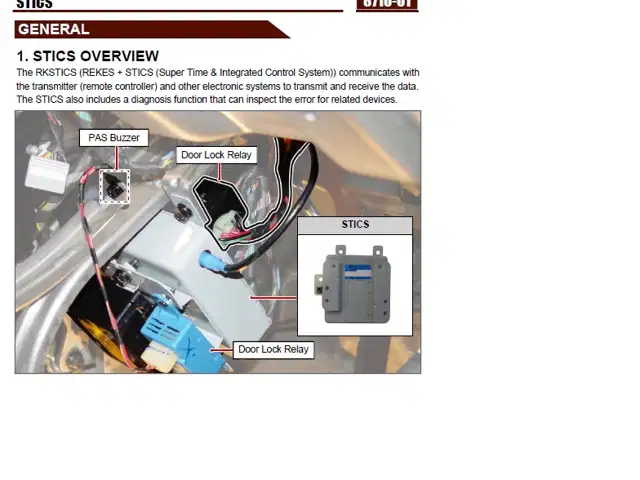 STICS
8710-01
GENERAL
1. STICS OVERVIEW
The RKSTICS (REKES + STICS (Super Time & Integrated Control System)) communicates with
the transmitter (remote controller) and other electronic systems to transmit and receive the data.
The STICS also includes a diagnosis function that can inspect the error for related devices.
PAS Buzzer
Door Lock Relay
STICS
Door Lock Relay